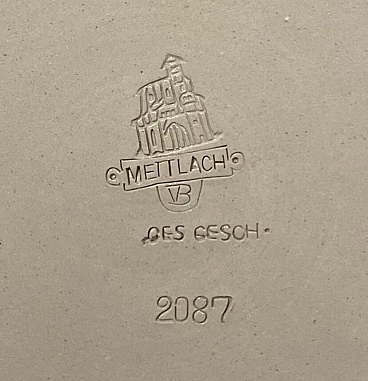 METTLACH
VB
GES GESCH
2087